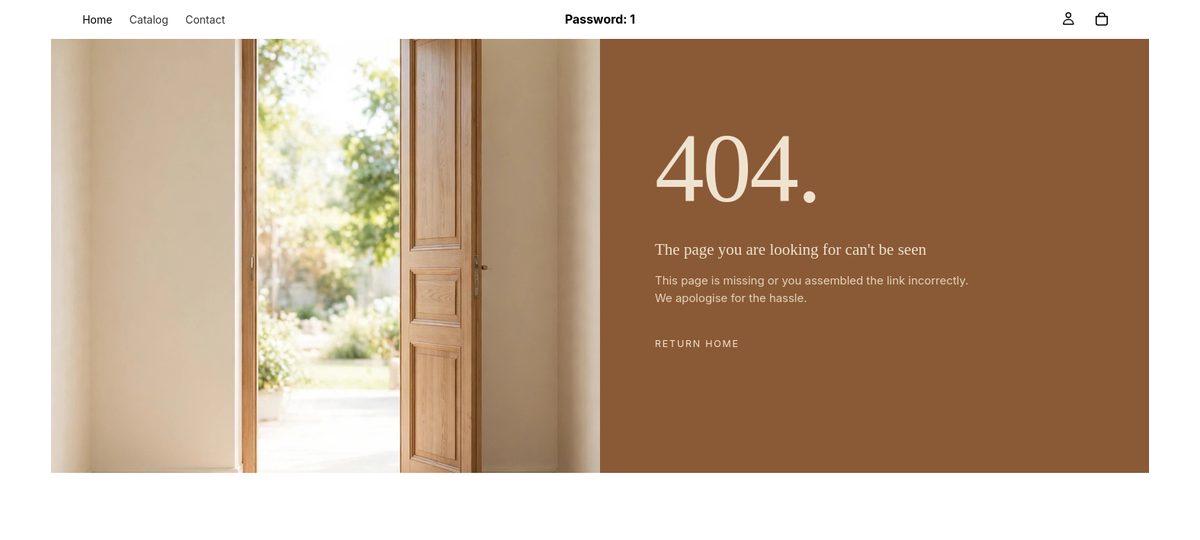 Home
Catalog
Contact
Password: 1
404.
The page you are looking for can't be seen
This page is missing or you assembled the link incorrectly.
We apologise for the hassle.
RETURN HOME